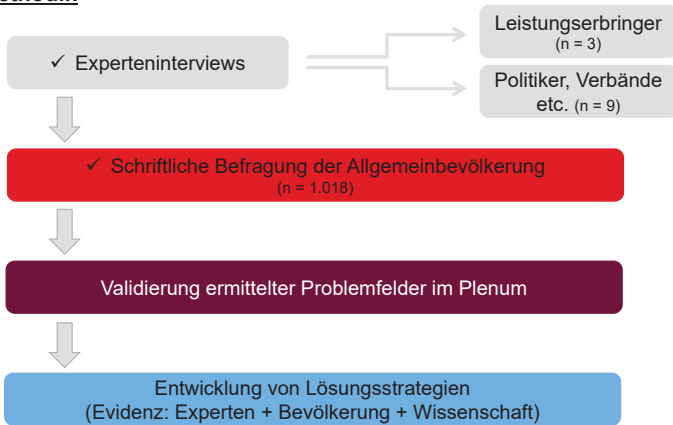 ✓ Experteninterviews
Leistungserbringer
(n = 3)
Politiker, Verbände
etc. (n = 9)
✓ Schriftliche Befragung der Allgemeinbevölkerung
(n = 1.018)
Validierung ermittelter Problemfelder im Plenum
Entwicklung von Lösungsstrategien
(Evidenz: Experten + Bevölkerung + Wissenschaft)